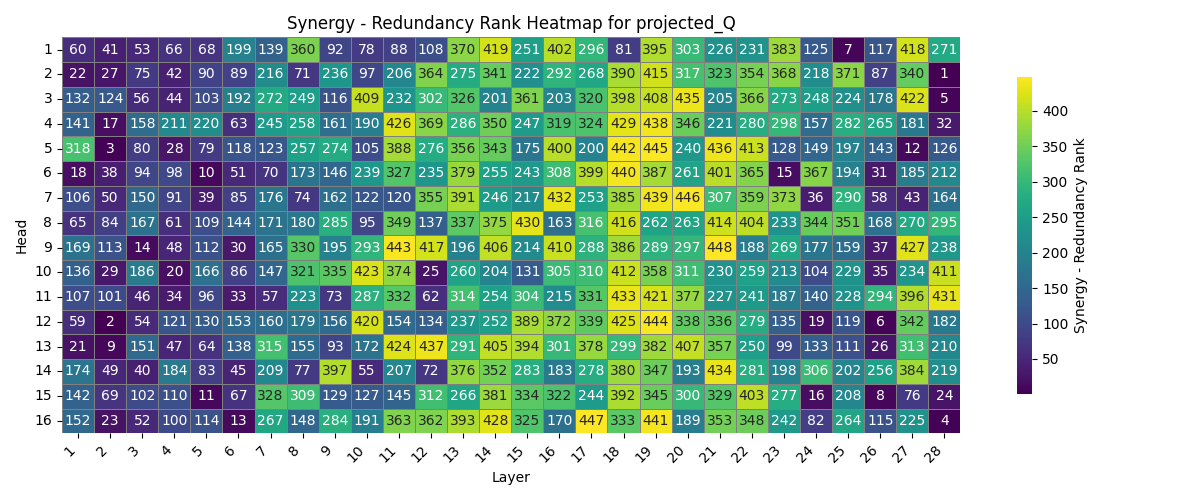 Synergy - Redundancy Rank Heatmap for projected_Q
1 60 41 53 66 68 199 139 360 92 78 88 108 370 419 251 402 296 81 395 303 226 231 383 125 7 117 418 271
2 22 27 75 42 90 89 216 71 236 97 206 364 275 341 222 292 268 390 415 317 323 354 368 218 371 87 340 1
3 132 124 56 44 103 192 272 249 116 409 232 302 326 201 361 203 320 398 408 435 205 366 273 248 224 178 422 5
4 141 17 158 211 220 63 245 258 161 190 426 369 286 350 247 319 324 429 438 346 221 280 298 157 282 265 181 32
5 318 3 80 28 79 118 123 257 274 105 388 276 356 343 175 400 200 442 445 240 436 413 128 149 197 143 12 126
6 18 38 94 98 10 51 70 173 146 239 327 235 379 255 243 308 399 440 387 261 401 365 15 367 194 31 185 212
7 106 50 150 91 39 85 176 74 162 122 120 355 391 246 217 432 253 385 439 446 307 359 373 36 290 58 43 164
8 65 84 167 61 109 144 171 180 285 95 349 137 337 375 430 163 316 416 262 263 414 404 233 344 351 168 270 295
9 169 113 14 48 112 30 165 330 195 293 443 417 196 406 214 410 288 386 289 297 448 188 269 177 159 37 427 238
10 136 29 186 20 166 86 147 321 335 423 374 25 260 204 131 305 310 412 358 311 230 259 213 104 229 35 234 411
11 107 101 46 34 96 33 57 223 73 287 332 62 314 254 304 215 331 433 421 377 227 241 187 140 228 294 396 431
12 59 2 54 121 130 153 160 179 156 420 154 134 237 252 389 372 339 425 444 338 336 279 135 19 119 6 342 182
13 21 9 151 47 64 138 315 155 93 172 424 437 291 405 394 301 378 299 382 407 357 250 99 133 111 26 313 210
14 174 49 40 184 83 45 209 77 397 55 207 72 376 352 283 183 278 380 347 193 434 281 198 306 202 256 384 219
15 142 69 102 110 11 67 328 309 129 127 145 312 266 381 334 322 244 392 345 300 329 403 277 16 208 8 76 24
16 152 23 52 100 114 13 267 148 284 191 363 362 393 428 325 170 447 333 441 189 353 348 242 82 264 115 225 4
1 2 3 4 5 6 7 8 9 10 11 12 13 14 15 16 17 18 19 20 21 22 23 24 25 26 27 28
Layer
Head
400
350
300
250
200
150
100
50
Synergy - Redundancy Rank